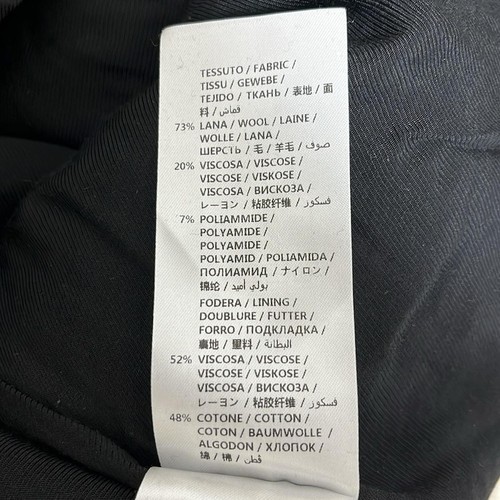 TESSUTO / FABRIC /
TISSU / GEWEBE /
TEJIDO / ТКАНЬ / 表地 / 面
料 / قماش
73% LANA / WOOL / LAINE /
WOLLE / LANA /
ШЕРСТЬ / 毛 / 羊毛 / صوف
20% VISCOSA / VISCOSE /
VISCOSE / VISKOSE /
VISCOSA / ВИСКОЗА /
レーヨン / 粘胶纤维 / فسكوز
7% POLIAMMIDE /
POLYAMIDE /
POLYAMIDE /
POLYAMID / POLIAMIDA /
ПОЛИАМИД / ナイロン /
锦纶 / بولي أميد
FODERA / LINING /
DOUBLURE / FUTTER /
FORRO / ПОДКЛАДКА /
裏地 / 里料 / البطانة
52% VISCOSA / VISCOSE /
VISCOSE / VISKOSE /
VISCOSA / ВИСКОЗА /
レーヨン / 粘胶纤维 / فسكوز
48% COTONE / COTTON /
COTON / BAUMWOLLE /
ALGODON / ХЛОПОК /
綿 / 棉 / قطن